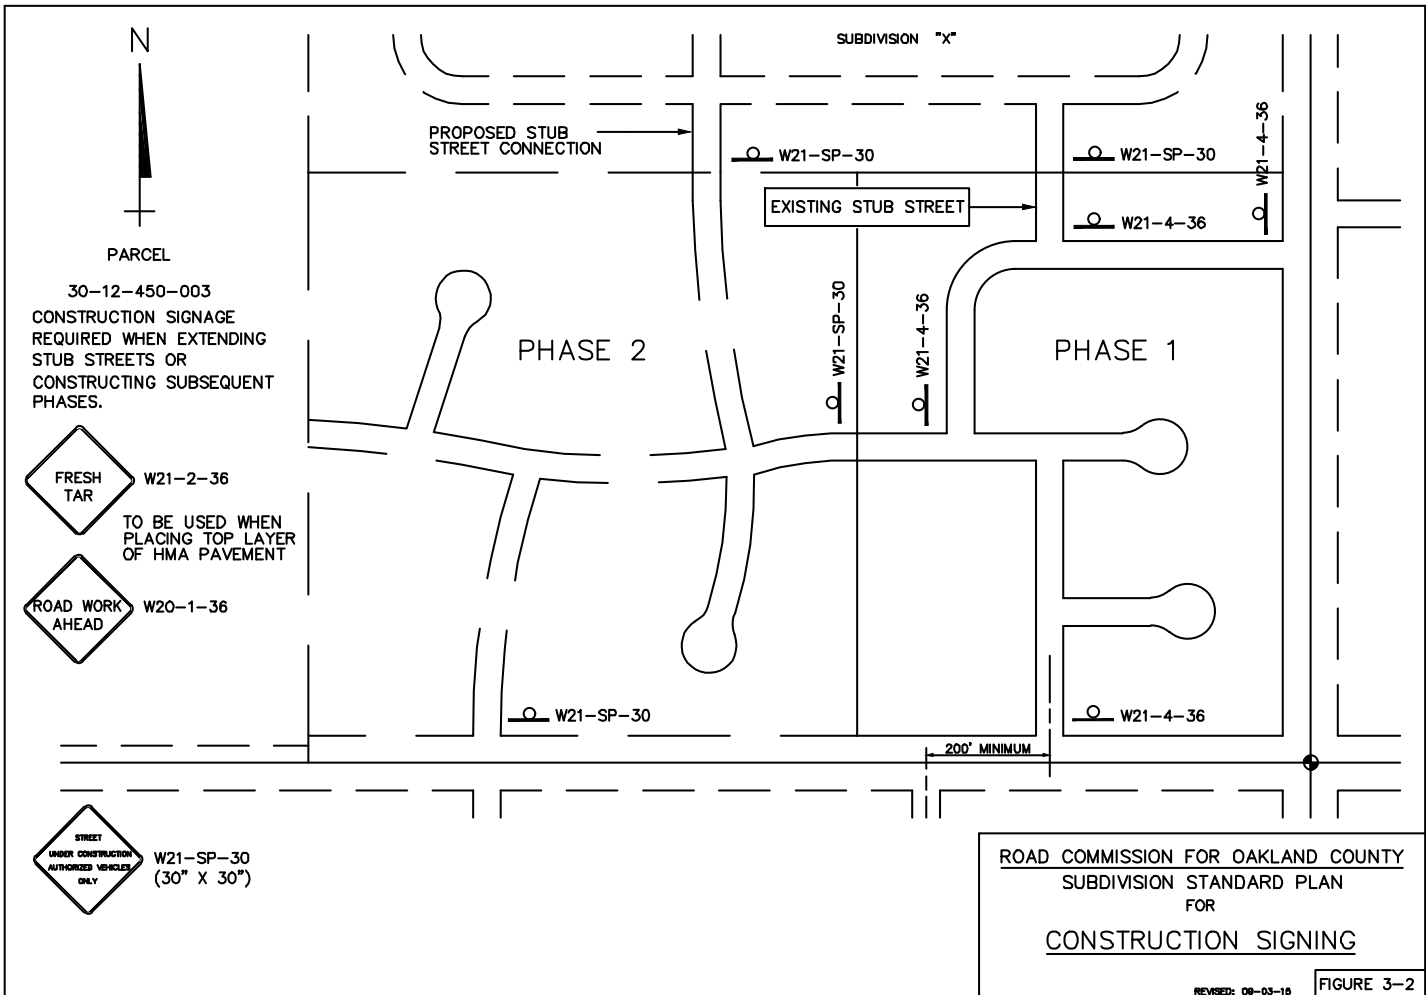 SUBDIVISION "X"
N
PROPOSED STUB
STREET CONNECTION
W21-SP-30
W21-SP-30
W21-4-36
EXISTING STUB STREET
W21-4-36
PARCEL
30-12-450-003
CONSTRUCTION SIGNAGE
REQUIRED WHEN EXTENDING
STUB STREETS OR
CONSTRUCTING SUBSEQUENT
PHASES.
W21-SP-30
W21-4-36
PHASE 2
PHASE 1
FRESH
TAR
W21-2-36
TO BE USED WHEN
PLACING TOP LAYER
OF HMA PAVEMENT
ROAD WORK
AHEAD
W20-1-36
W21-SP-30
W21-4-36
200' MINIMUM
STREET
UNDER CONSTRUCTION
AUTHORIZED VEHICLES
ONLY
W21-SP-30
(30" X 30")
ROAD COMMISSION FOR OAKLAND COUNTY
SUBDIVISION STANDARD PLAN
FOR
CONSTRUCTION SIGNING
REVISED:
FIGURE 3-2